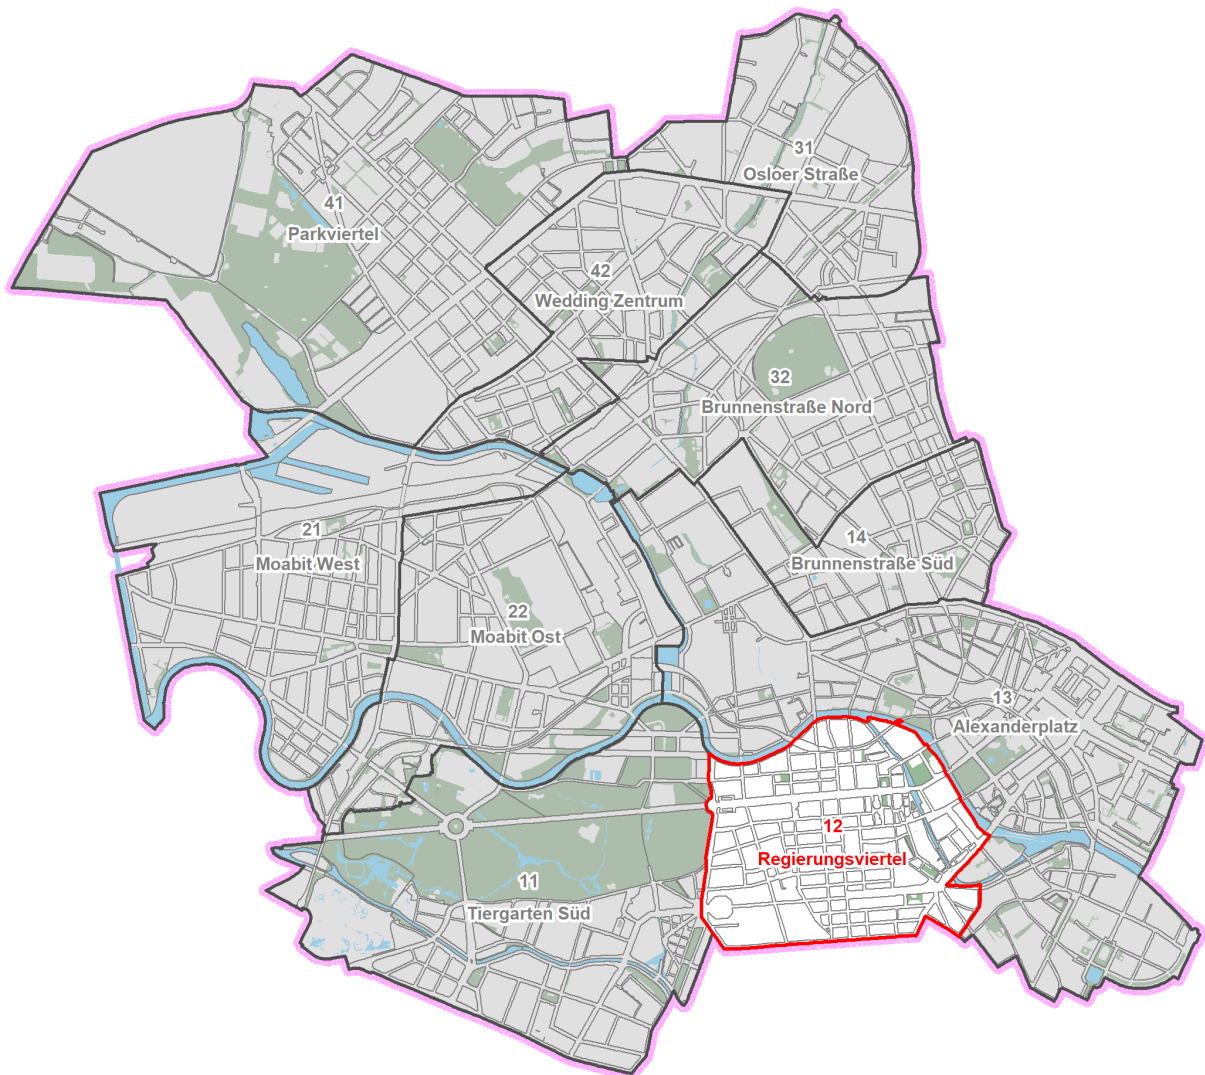 31
Osloer Straße
41
Parkviertel
42
Wedding Zentrum
32
Brunnenstraße Nord
21
Moabit West
14
Brunnenstraße Süd
22
Moabit Ost
13
Alexanderplatz
12
Regierungsviertel
11
Tiergarten Süd